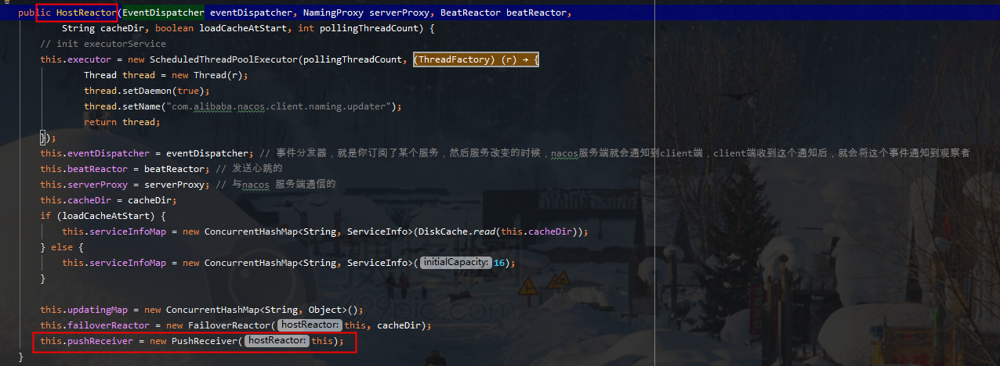 public HostReactor(EventDispatcher eventDispatcher, NamingProxy serverProxy, BeatReactor beatReactor,
String cacheDir, boolean loadCacheAtStart, int pollingThreadCount) {
// init executorService
this.executor = new ScheduledThreadPoolExecutor(pollingThreadCount, (ThreadFactory) (r) → {
Thread thread = new Thread(r);
thread.setDaemon(true);
thread.setName("com.alibaba.nacos.client.naming.updater");
return thread;
});
this.eventDispatcher = eventDispatcher; // 事件分发器，就是你订阅了某个服务，然后服务改变的时候，nacos服务端就会通知到client端，client端收到这个通知后，就会将这个事件通知到观察者
this.beatReactor = beatReactor; // 发送心跳的
this.serverProxy = serverProxy; // 与nacos 服务端通信的
this.cacheDir = cacheDir;
if (loadCacheAtStart) {
this.serviceInfoMap = new ConcurrentHashMap<String, ServiceInfo>(DiskCache.read(this.cacheDir));
} else {
this.serviceInfoMap = new ConcurrentHashMap<String, ServiceInfo>( initialCapacity: 16);
}
this.updatingMap = new ConcurrentHashMap<String, Object>();
this.failoverReactor = new FailoverReactor( hostReactor: this, cacheDir);
this.pushReceiver = new PushReceiver( hostReactor: this);
}